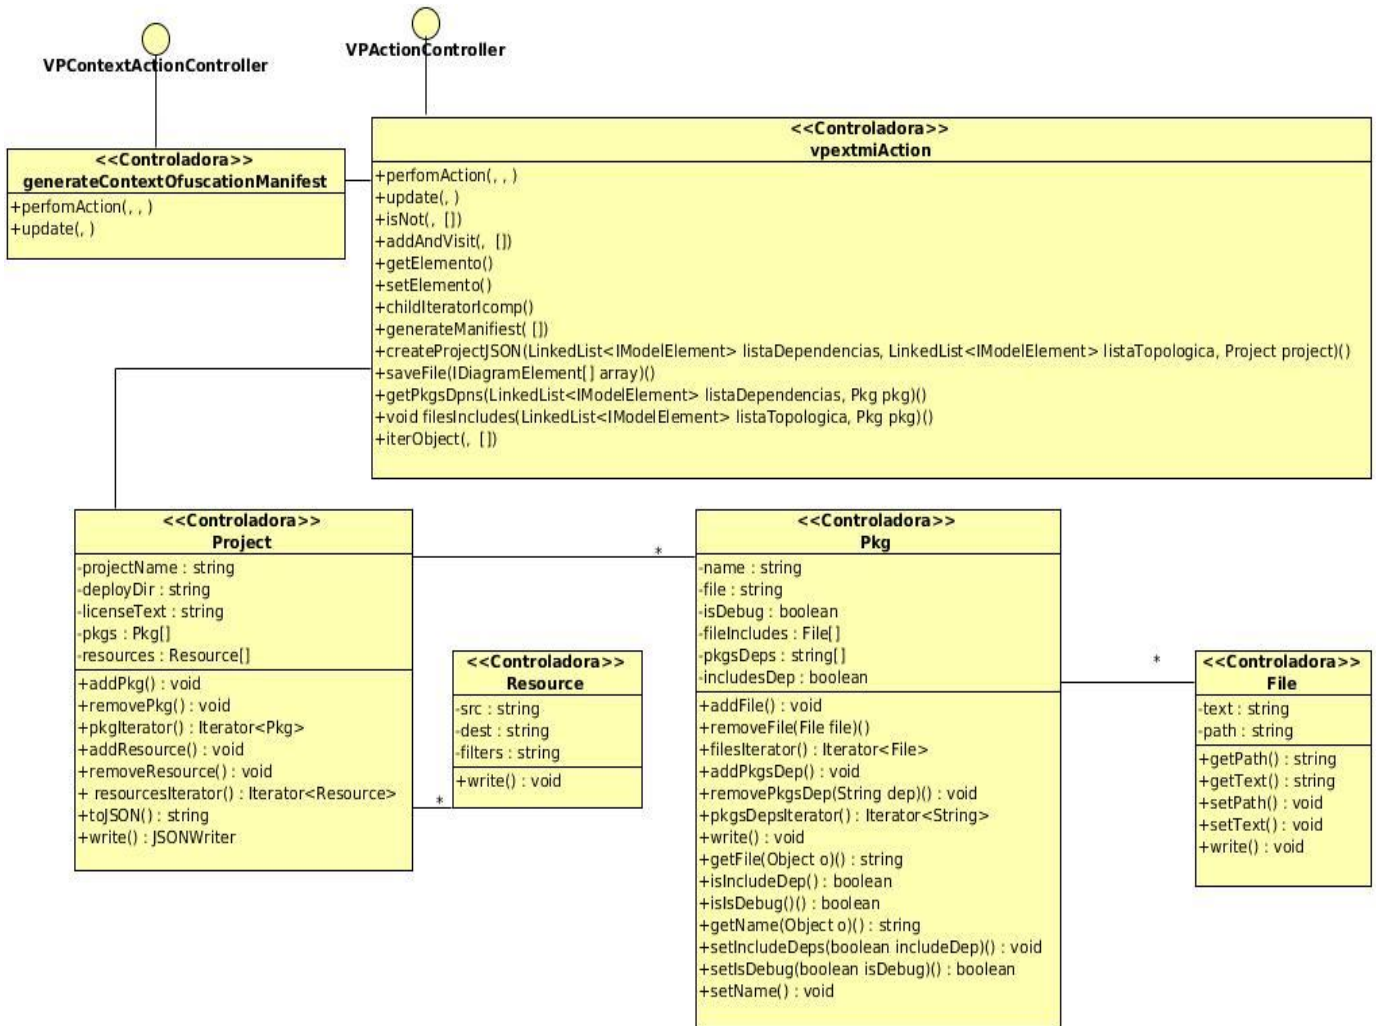 VPContextActionController
VPActionController
<<Controladora>>
generateContextOfuscationManifest
+perfomAction(, , )
+update(, )
<<Controladora>>
vpextmiAction
+perfomAction(, , )
+update(, )
+isNot(, [])
+addAndVisit(, [])
+getElemento()
+setElemento()
+childIteratorIcomp()
+generateManifiest( [])
+createProjectJSON(LinkedList<IModelElement> listaDependencias, LinkedList<IModelElement> listaTopologica, Project project)()
+saveFile(IDiagramElement[] array)()
+getPkgsDpns(LinkedList<IModelElement> listaDependencias, Pkg pkg)()
+void filesIncludes(LinkedList<IModelElement> listaTopologica, Pkg pkg)()
+iterObject(, [])
<<Controladora>>
Project
-projectName : string
-deployDir : string
-licenseText : string
-pkgs : Pkg[]
-resources : Resource[]
+addPkg() : void
+removePkg() : void
+pkgIterator() : Iterator<Pkg>
+addResource() : void
+removeResource() : void
+ resourcesIterator() : Iterator<Resource>
+toJSON() : string
+write() : JSONWriter
*
*
<<Controladora>>
Resource
-src : string
-dest : string
-filters : string
+write() : void
<<Controladora>>
Pkg
-name : string
-file : string
-isDebug : boolean
-fileIncludes : File[]
-pkgsDeps : string[]
-includesDep : boolean
+addFile() : void
+removeFile(File file)()
+filesIterator() : Iterator<File>
+addPkgsDep() : void
+removePkgsDep(String dep)() : void
+pkgsDepsIterator() : Iterator<String>
+write() : void
+getFile(Object o)() : string
+isIncludeDep() : boolean
+isIsDebug()() : boolean
+getName(Object o)() : string
+setIncludeDeps(boolean includeDep)() : void
+setIsDebug(boolean isDebug)() : boolean
+setName() : void
*
<<Controladora>>
File
-text : string
-path : string
+getPath() : string
+getText() : string
+setPath() : void
+setText() : void
+write() : void